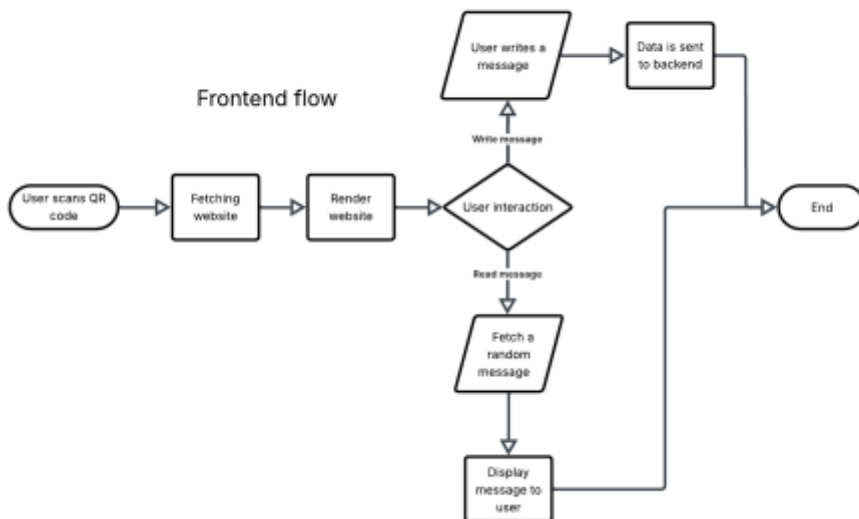 Frontend flow
User scans QR
code
Fetching
website
Render
website
User interaction
Write message
User writes a
message
Data is sent
to backend
Read message
Fetch a
random
message
Display
message to
user
End